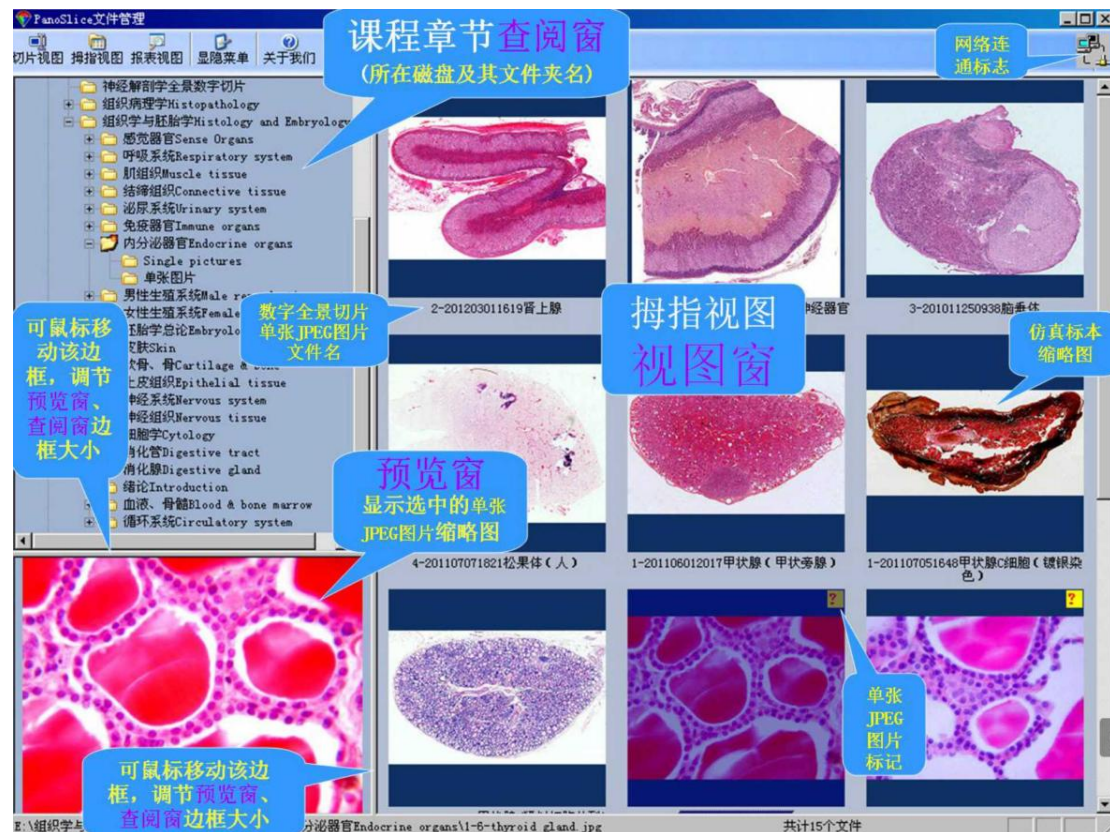 PanoSlice文件管理
切片视图 拇指视图 报表视图 显隐菜单 关于我们
课程章节查阅窗
(所在磁盘及其文件夹名)
网络连
通标志
神经解剖学全景数字切片
组织病理学Histopathology
组织学与胚胎学Histology and Embryology
感觉器官Sense Organs
呼吸系统Respiratory system
肌组织Muscle tissue
结缔组织Connective tissue
泌尿系统Urinary system
免疫器官Immune organs
内分泌器官Endocrine organs
Single pictures
单张图片
男性生殖系统Male
女性生殖系统Female
胚胎学总论Embryolo
皮肤Skin
软骨、骨Cartilage &
上皮组织Epithelial tissue
神经系统Nervous system
神经组织Nervous tissue
细胞学Cytology
消化管Digestive tract
消化腺Digestive gland
绪论Introduction
血液、骨髓Blood & bone marrow
循环系统Circulatory system
可鼠标移
动该边
框，调节
预览窗、
查阅窗边
框大小
数字全景切片
单张JPEG图片
文件名
预览窗
显示选中的单张
JPEG图片缩略图
可鼠标移动该边
框，调节预览窗、
查阅窗边框大小
2-201203011619肾上腺
神经器官
3-201011250938脑垂体
拇指视图
视图窗
仿真标本
缩略图
4-201107071821松果体(人)
1-201106012017甲状腺(甲状旁腺)
1-201107051648甲状腺C细胞(镀银染
色)
?
?
单张
JPEG
图片
标记
E:\组织学与
分泌器官Endocrine organs\1-6-thyroid gland.jpg
共计15个文件